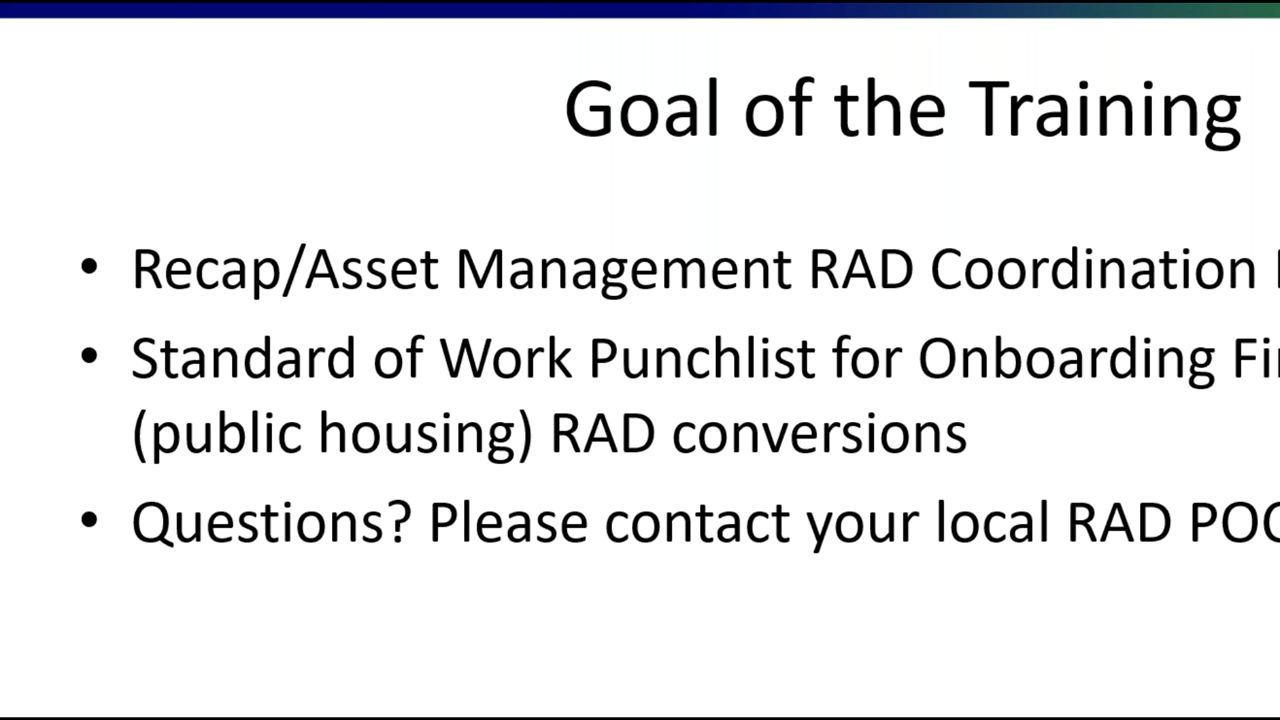 Goal of the Training
• Recap/Asset Management RAD Coordination
• Standard of Work Punchlist for Onboarding
(public housing) RAD conversions
• Questions? Please contact your local RAD POC